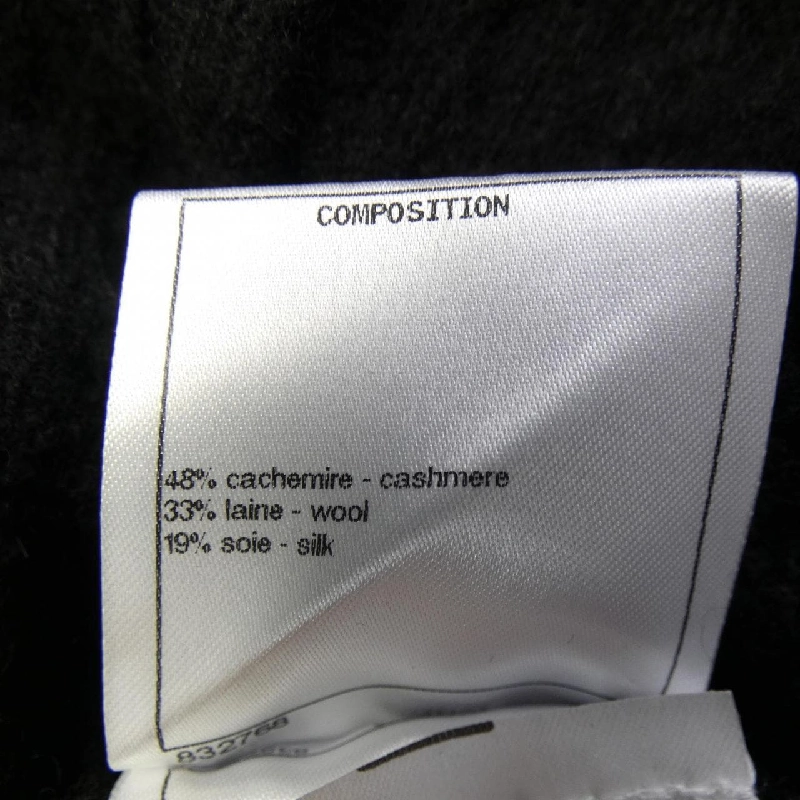 COMPOSITION
48% cachemire - cashmere
33% laine - wool
19% soie - silk
832768